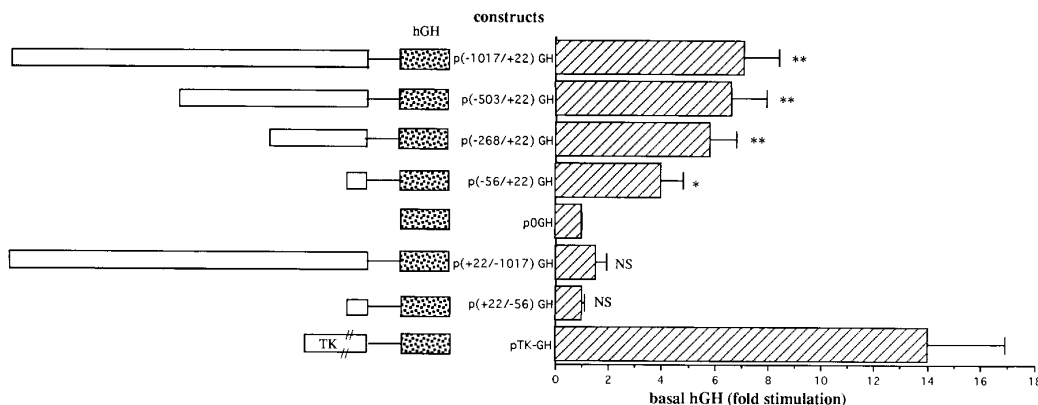 constructs
hGH
p(-1017/+22) GH
**
p(-503/+22) GH
**
p(-268/+22) GH
**
p(-56/+22) GH
*
p0GH
p(+22/-1017) GH
NS
p(+22/-56) GH
NS
TK
pTK-GH
0 2 4 6 8 10 12 14 16 18
basal hGH (fold stimulation)